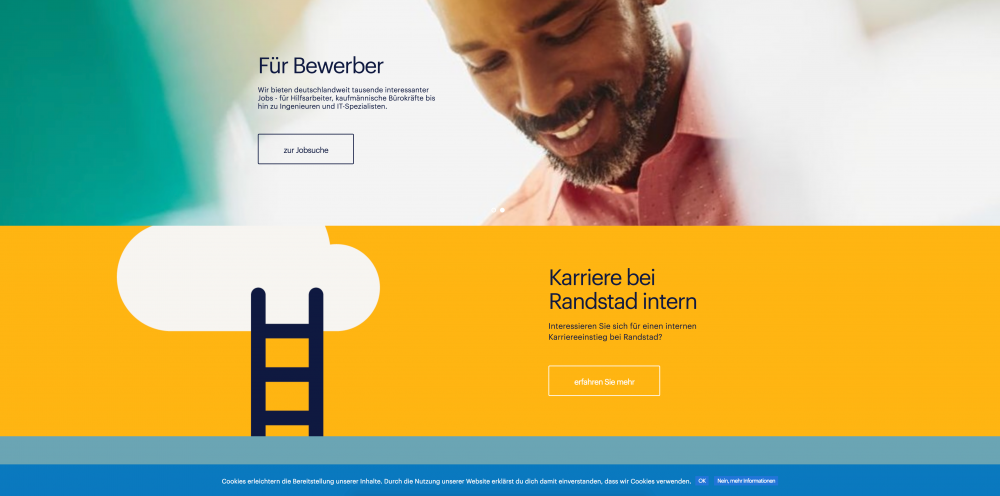 Für Bewerber
Wir bieten deutschlandweit tausende interessanter
Jobs - für Hilfsarbeiter, kaufmännische Bürokräfte bis
hin zu Ingenieuren und IT-Spezialisten.
zur Jobsuche
Karriere bei
Randstad intern
Interessieren Sie sich für einen internen
Karriereeinstieg bei Randstad?
erfahren Sie mehr
Cookies erleichtern die Bereitstellung unserer Inhalte. Durch die Nutzung unserer Website erklärst du dich damit einverstanden, dass wir Cookies verwenden. OK Nein, mehr Informationen